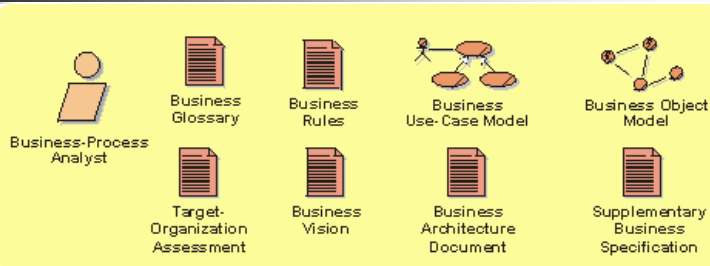 Business-Process
Analyst
Business
Glossary
Business
Rules
Business
Use-Case Model
Business Object
Model
Target-
Organization
Assessment
Business
Vision
Business
Architecture
Document
Supplementary
Business
Specification